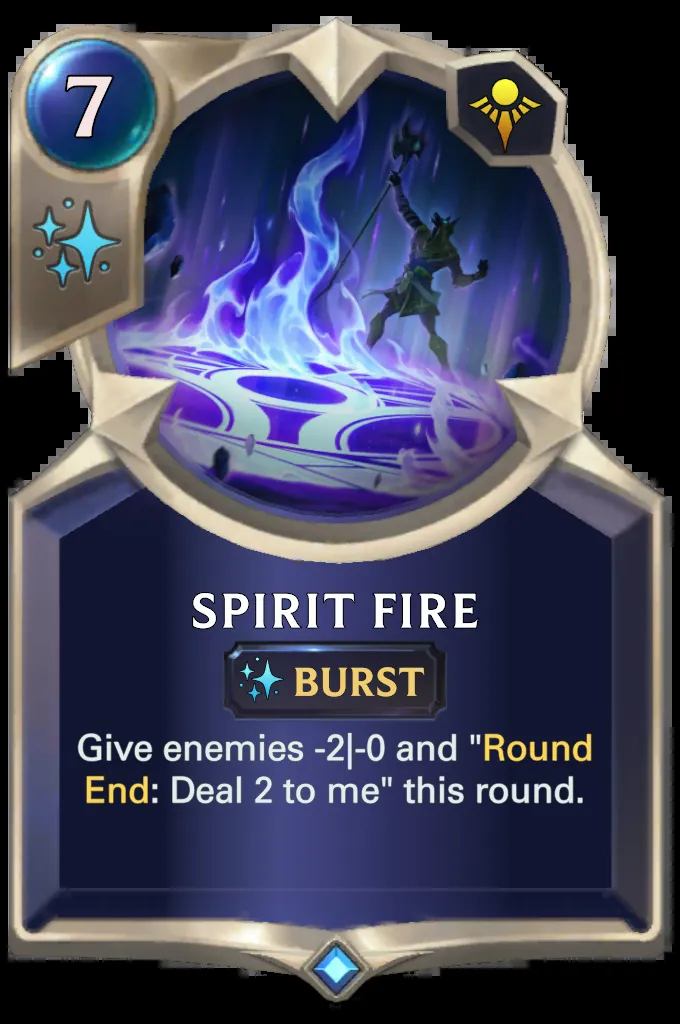 7
SPIRIT FIRE
BURST
Give enemies -2|-0 and "Round
End: Deal 2 to me" this round.